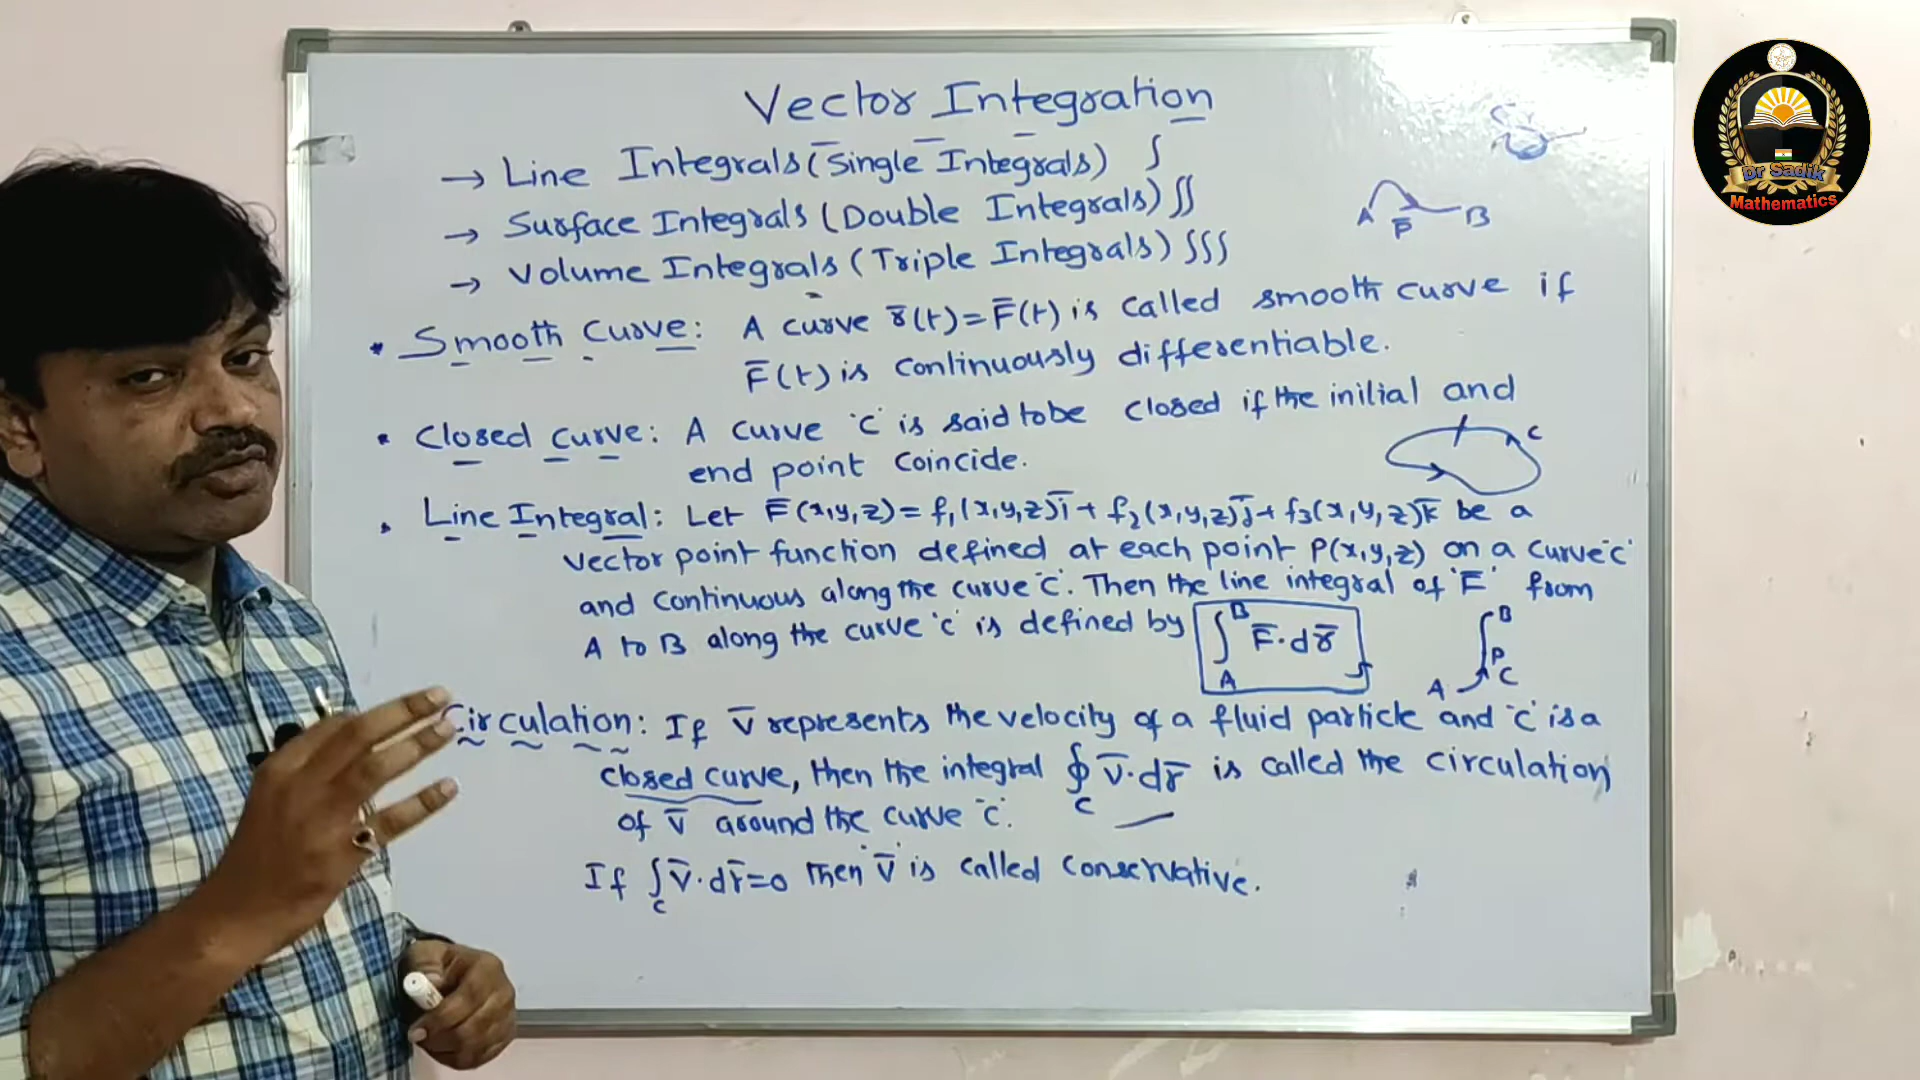 Vector Integration
→ Line Integrals (Single Integrals) ∫
→ Surface Integrals (Double Integrals) ∫∫
→ Volume Integrals (Triple Integrals) ∫∫∫
A P̅ B
* Smooth Curve: A curve r̅(t) = F̅(t) is called smooth curve if
F̅(t) is continuously differentiable.
* Closed curve: A curve 'c' is said to be closed if the initial and
end point coincide.
C
* Line Integral: Let F̅(x,y,z) = f₁(x,y,z)i̅ + f₂(x,y,z)j̅ + f₃(x,y,z)k̅ be a
vector point function defined at each point P(x,y,z) on a curve 'c'
and continuous along the curve 'c'. Then the line integral of 'F̅' from
A to B along the curve 'c' is defined by ∫_A^B F̅·dr̅
A P C B
Circulation: If v̅ represents the velocity of a fluid particle and 'c' is a
closed curve, then the integral ∮_c v̅·dr̅ is called the circulation
of v̅ around the curve 'c'.
If ∫_c v̅·dr̅=0 then 'v̅' is called conservative.
Dr Sadik
Mathematics